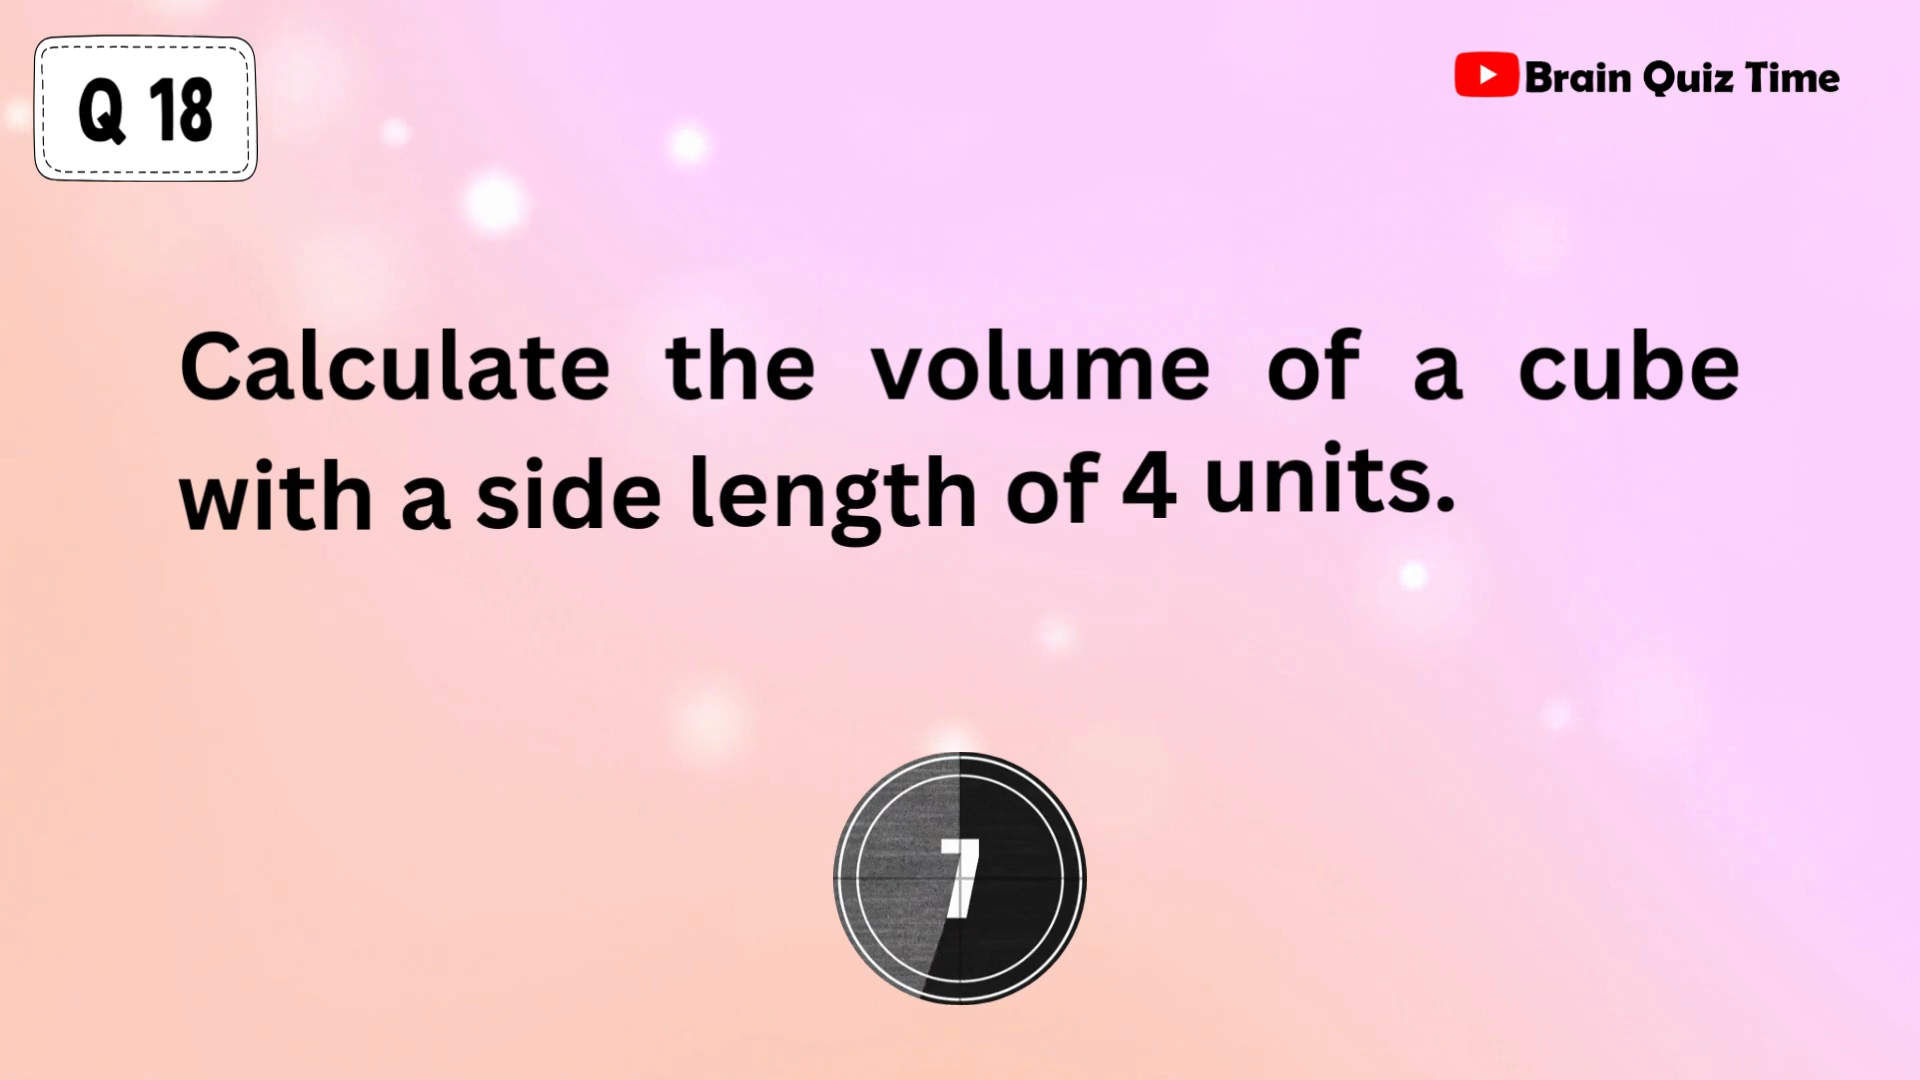 Q 18
Brain Quiz Time
Calculate the volume of a cube
with a side length of 4 units.
7